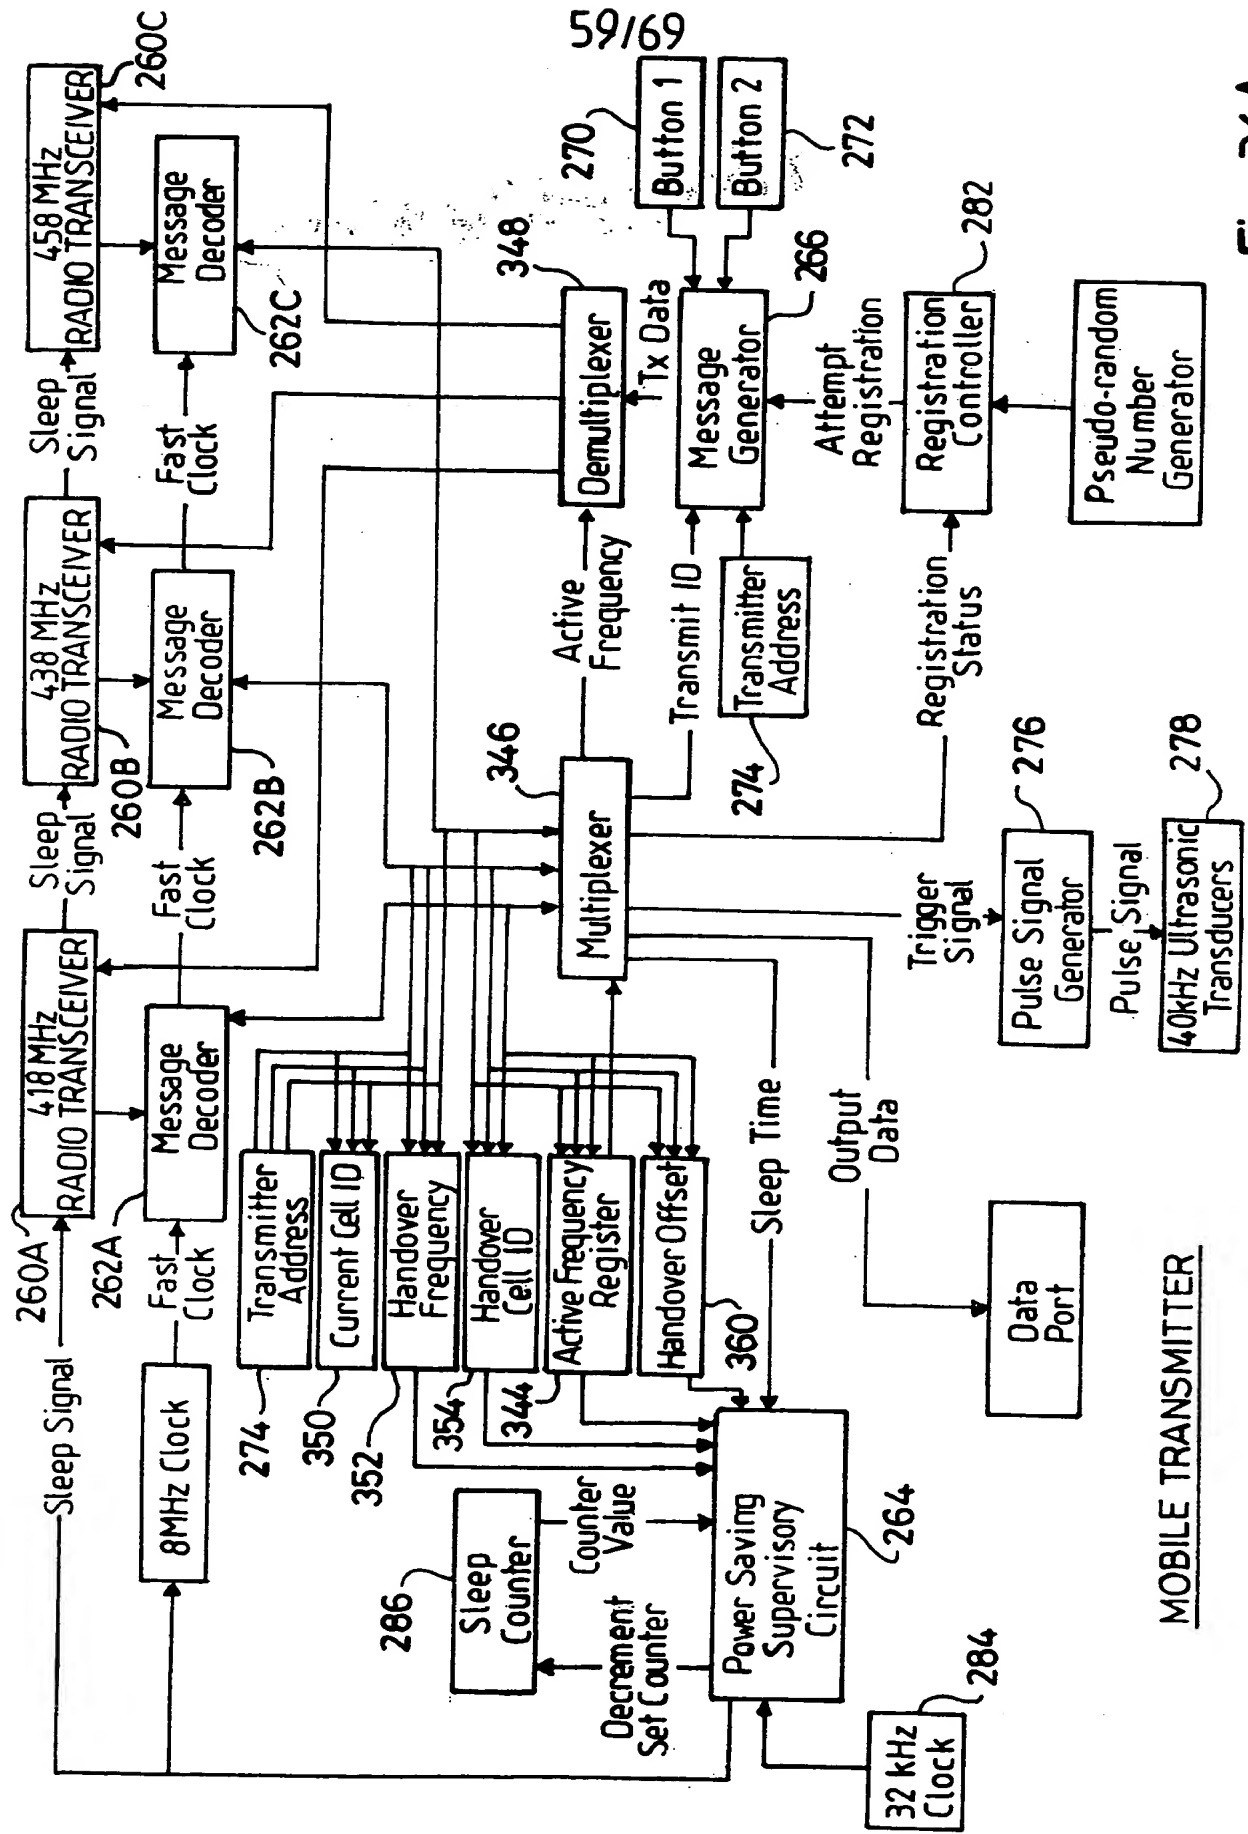 59/69
Sleep Signal
260A
418 MHz
RADIO TRANSCEIVER
Sleep
Signal
260B
438 MHz
RADIO TRANSCEIVER
Sleep
Signal
458 MHz
RADIO TRANSCEIVER
260C
8MHz Clock
Fast
Clock
262A
Message
Decoder
Fast
Clock
262B
Message
Decoder
Fast
Clock
262C
Message
Decoder
274
Transmitter
Address
350
Current Cell ID
352
Handover
Frequency
354
Handover
Cell ID
344
Active Frequency
Register
360
Handover Offset
286
Sleep
Counter
Counter
Value
Decrement
Set Counter
Power Saving
Supervisory
Circuit
264
32 kHz
Clock
284
Sleep Time
Output
Data
Data
Port
346
Multiplexer
Active
Frequency
348
Demultiplexer
Tx Data
Transmit ID
274
Transmitter
Address
Message
Generator
266
270
Button 1
Button 2
272
Attempt
Registration
Registration
Status
Registration
Controller
282
Pseudo-random
Number
Generator
Trigger
Signal
Pulse Signal
Generator
276
Pulse Signal
40kHz Ultrasonic
Transducers
278
MOBILE TRANSMITTER